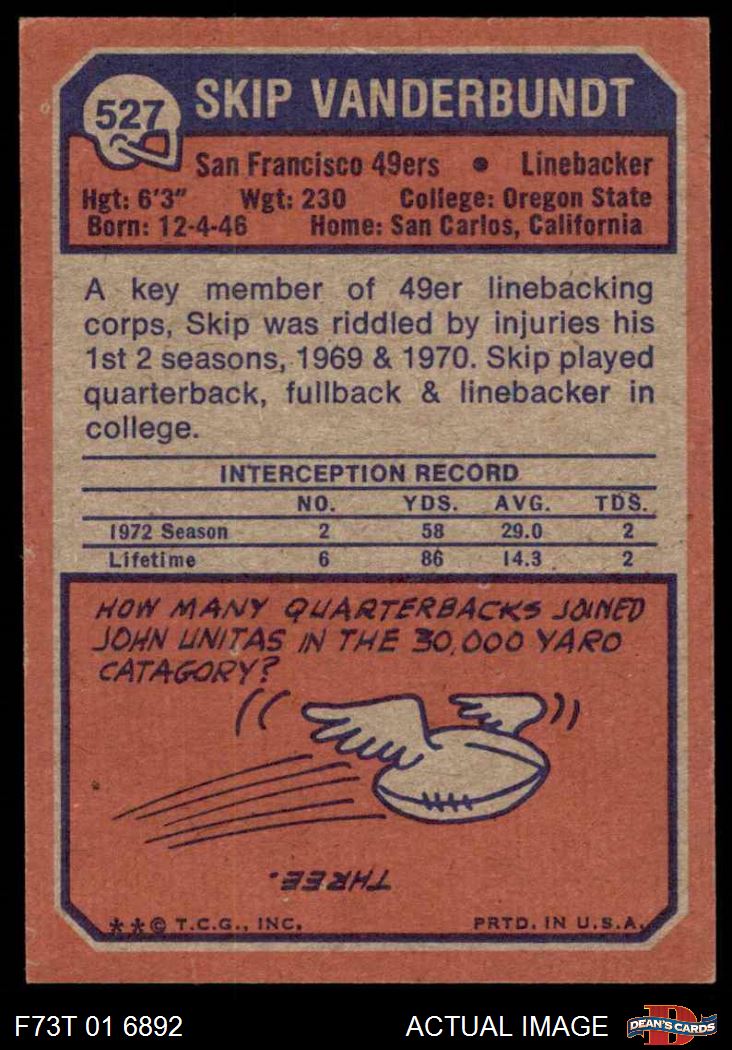 527
SKIP VANDERBUNDT
San Francisco 49ers • Linebacker
Hgt: 6'3" Wgt: 230 College: Oregon State
Born: 12-4-46 Home: San Carlos, California
A key member of 49er linebacking
corps, Skip was riddled by injuries his
1st 2 seasons, 1969 & 1970. Skip played
quarterback, fullback & linebacker in
college.
INTERCEPTION RECORD
NO. YDS. AVG. TDS.
1972 Season 2 58 29.0 2
Lifetime 6 86 14.3 2
HOW MANY QUARTERBACKS JOINED
JOHN UNITAS IN THE 30,000 YARD
CATAGORY?
THREE.
**© T.C.G., INC. PRTD. IN U.S.A.
F73T 01 6892 ACTUAL IMAGE
D
DEAN'S CARDS